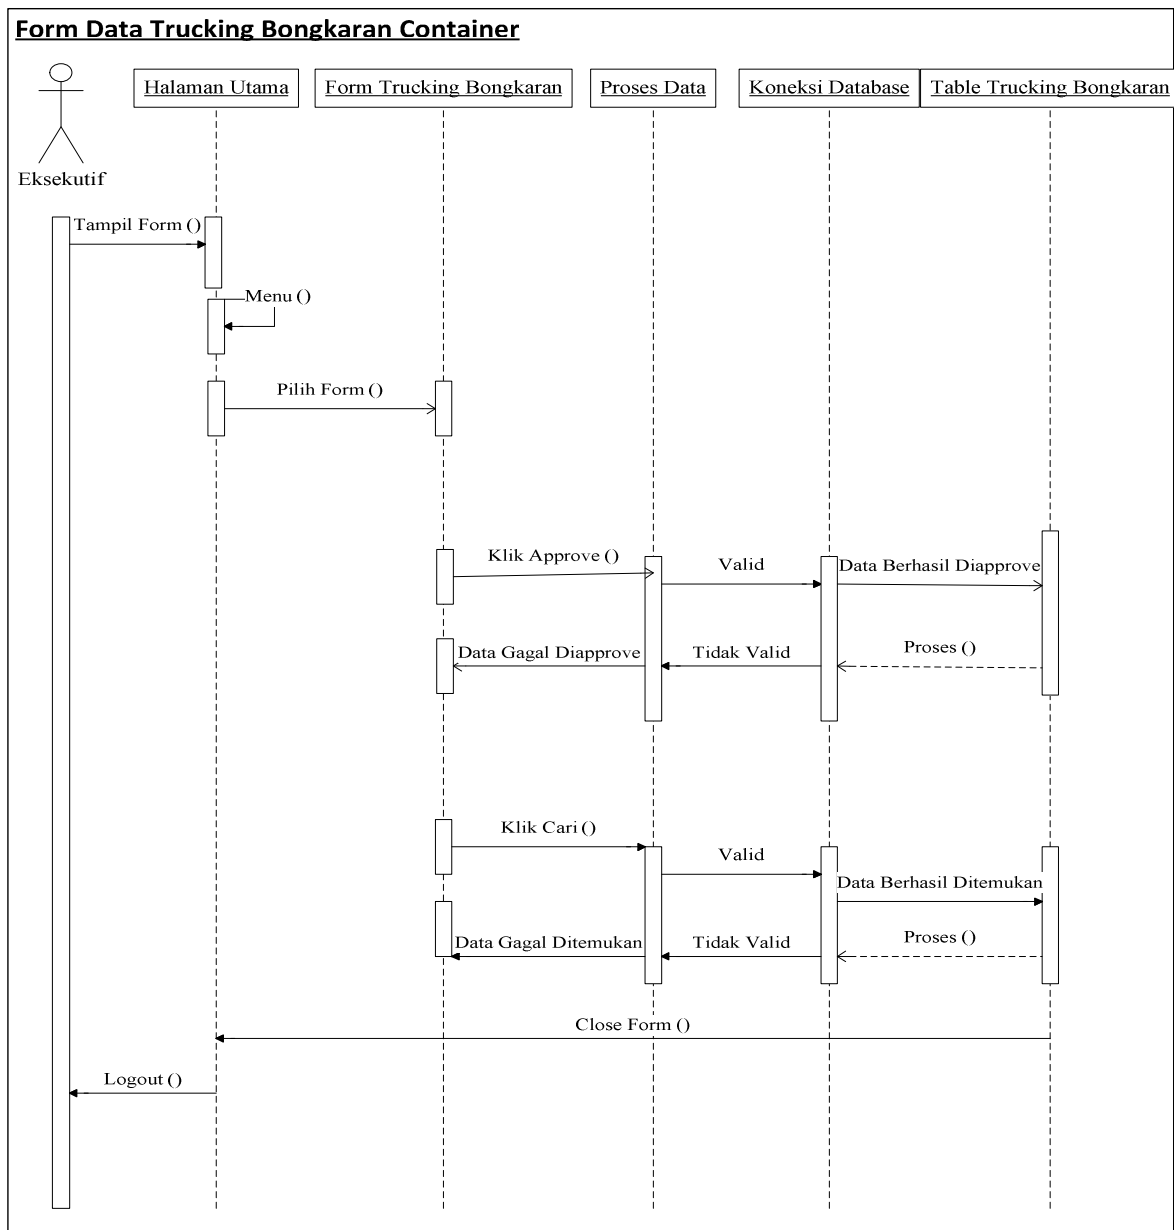 Form Data Trucking Bongkaran Container
Halaman Utama
Form Trucking Bongkaran
Proses Data
Koneksi Database
Table Trucking Bongkaran
Eksekutif
Tampil Form ()
Menu ()
Pilih Form ()
Klik Approve ()
Valid
Data Berhasil Diapprove
Data Gagal Diapprove
Tidak Valid
Proses ()
Klik Cari ()
Valid
Data Berhasil Ditemukan
Data Gagal Ditemukan
Tidak Valid
Proses ()
Close Form ()
Logout ()